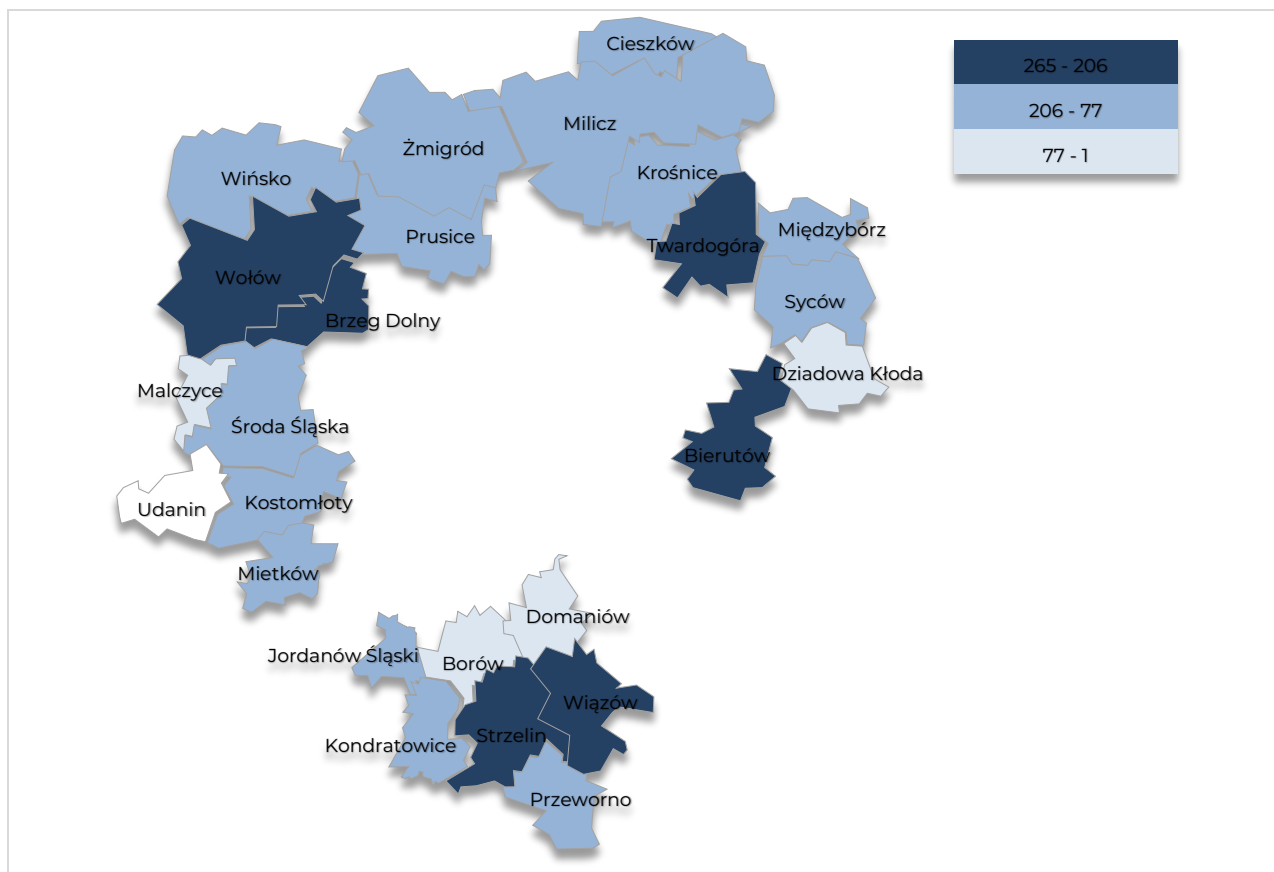 Cieszków
265 - 206
206 - 77
77 - 1
Milicz
Żmigród
Krośnice
Wińsko
Międzybórz
Prusice
Twardogóra
Wołów
Syców
Brzeg Dolny
Dziadowa Kłoda
Malczyce
Środa Śląska
Bierutów
Kostomłoty
Udanin
Mietków
Domaniów
Jordanów Śląski
Borów
Wiązów
Strzelin
Kondratowice
Przeworno